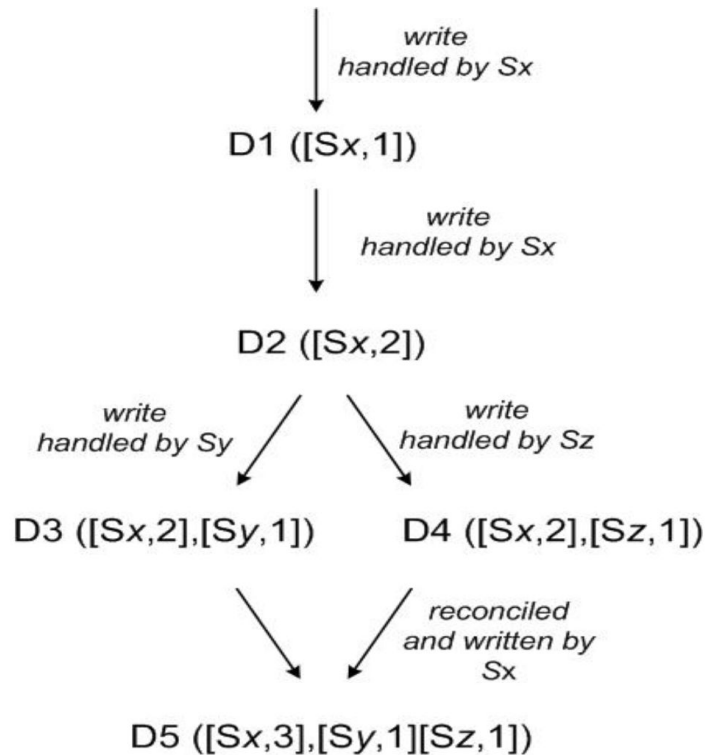 write
handled by Sx
D1 ([Sx,1])
write
handled by Sx
D2 ([Sx,2])
write
handled by Sy
write
handled by Sz
D3 ([Sx,2],[Sy,1])
D4 ([Sx,2],[Sz,1])
reconciled
and written by
Sx
D5 ([Sx,3],[Sy,1][Sz,1])